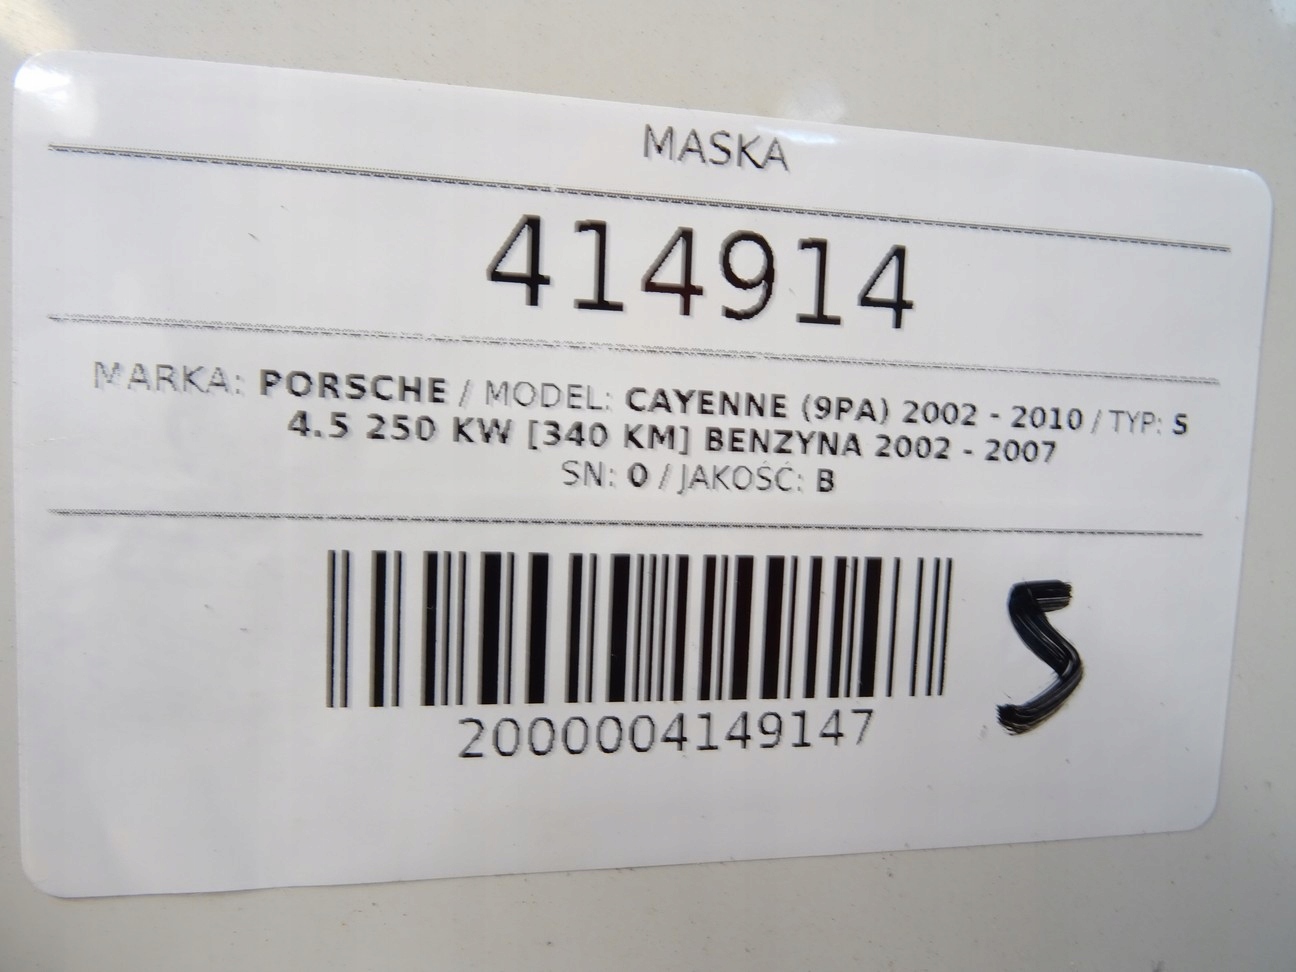 MASKA
414914
MARKA: PORSCHE / MODEL: CAYENNE (9PA) 2002 - 2010 / TYP: S
4.5 250 KW [340 KM] BENZYNA 2002 - 2007
SN: 0 / JAKOŚĆ: B
2000004149147
5